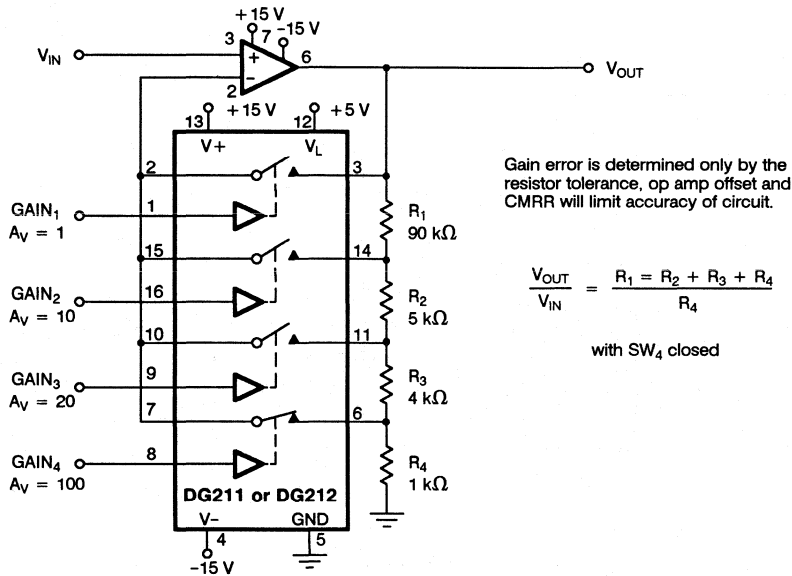 +15 V
-15 V
3
7
6
2
+
−
V_IN
V_OUT
+15 V
+5 V
13
12
V+
V_L
2
3
GAIN₁
A_V = 1
1
R₁
90 kΩ
15
14
GAIN₂
A_V = 10
16
R₂
5 kΩ
10
11
GAIN₃
A_V = 20
9
R₃
4 kΩ
7
6
GAIN₄
A_V = 100
8
R₄
1 kΩ
DG211 or DG212
V−
GND
4
5
-15 V
Gain error is determined only by the
resistor tolerance, op amp offset and
CMRR will limit accuracy of circuit.
V_OUT / V_IN = R₁ = R₂ + R₃ + R₄ / R₄
with SW₄ closed